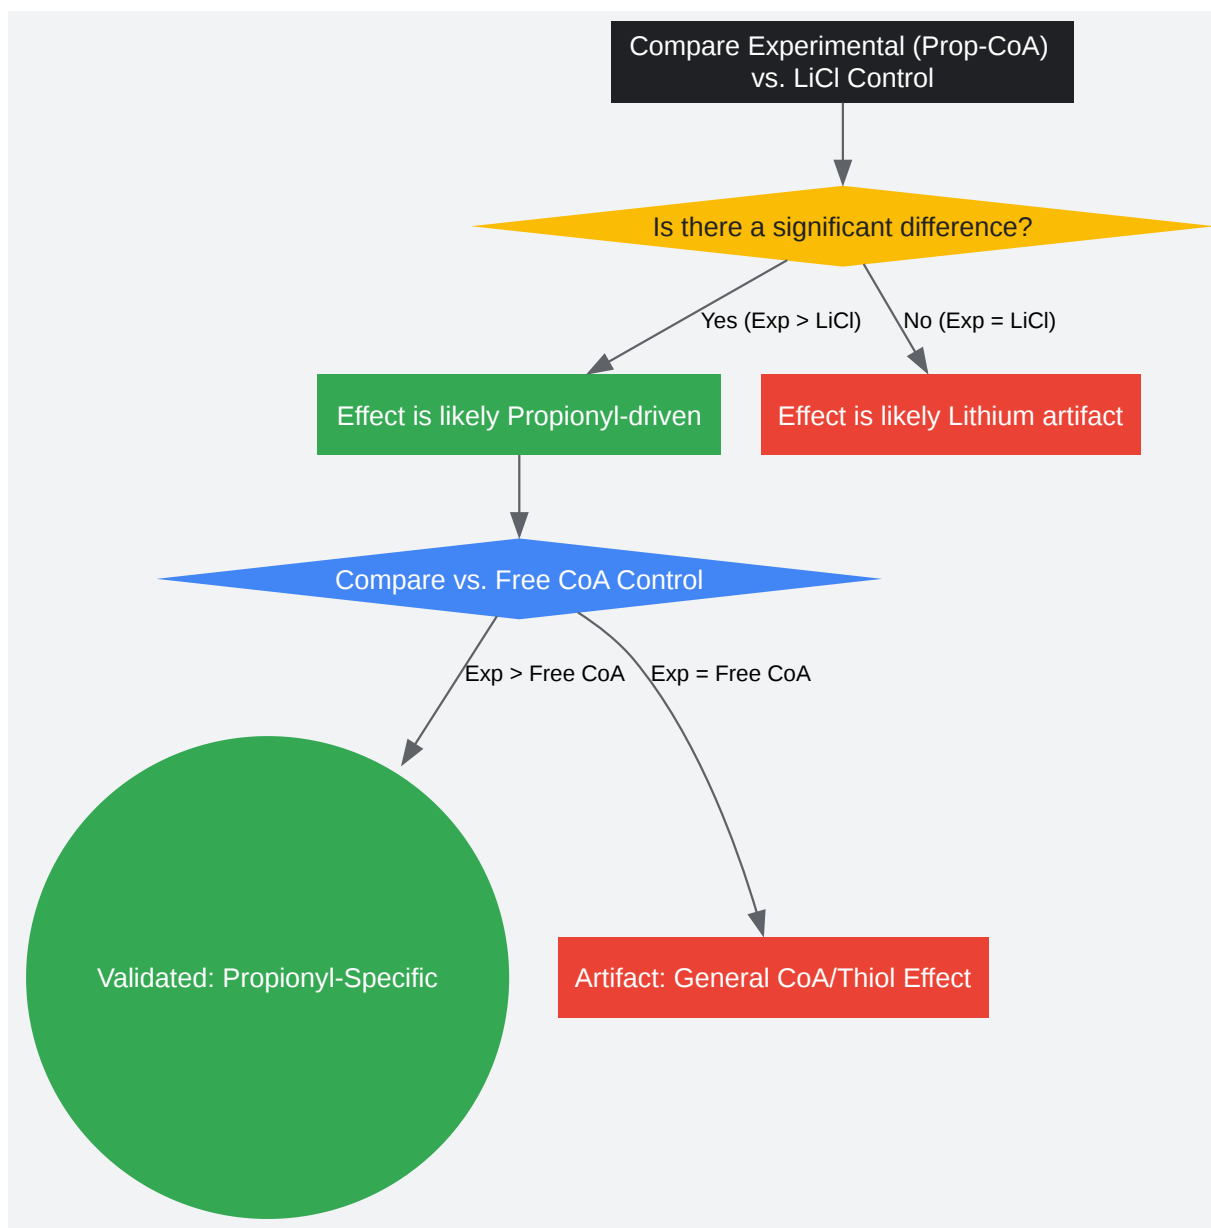 Compare Experimental (Prop-CoA)
vs. LiCl Control
Is there a significant difference?
Yes (Exp > LiCl)
No (Exp = LiCl)
Effect is likely Propionyl-driven
Effect is likely Lithium artifact
Compare vs. Free CoA Control
Exp > Free CoA
Exp = Free CoA
Validated: Propionyl-Specific
Artifact: General CoA/Thiol Effect